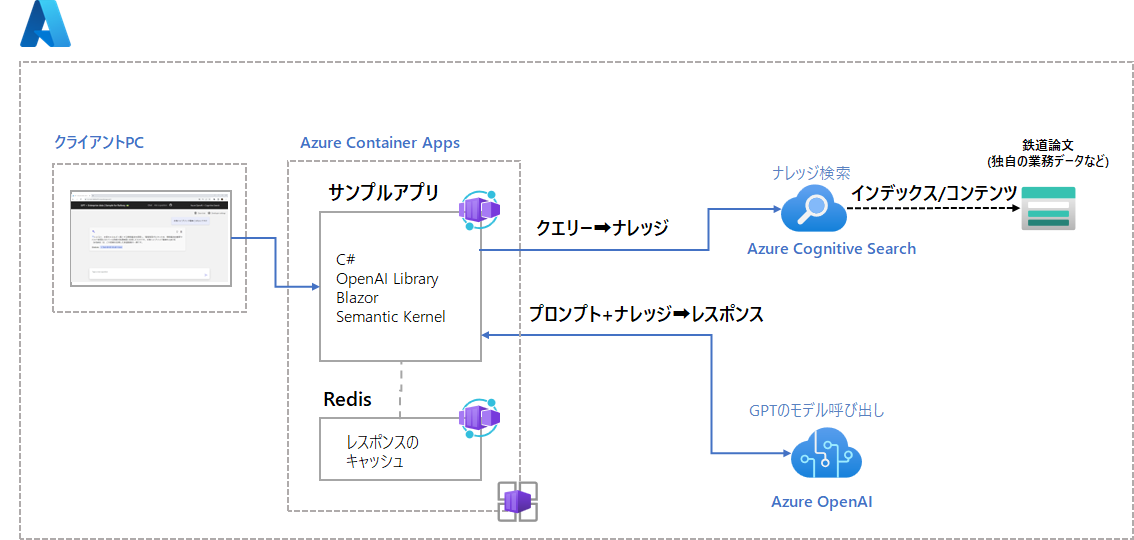 クライアントPC
Azure Container Apps
サンプルアプリ
C#
OpenAI Library
Blazor
Semantic Kernel
Redis
レスポンスの
キャッシュ
クエリー➡ナレッジ
プロンプト+ナレッジ➡レスポンス
ナレッジ検索
Azure Cognitive Search
インデックス/コンテンツ
鉄道論文
(独自の業務データなど)
GPTのモデル呼び出し
Azure OpenAI